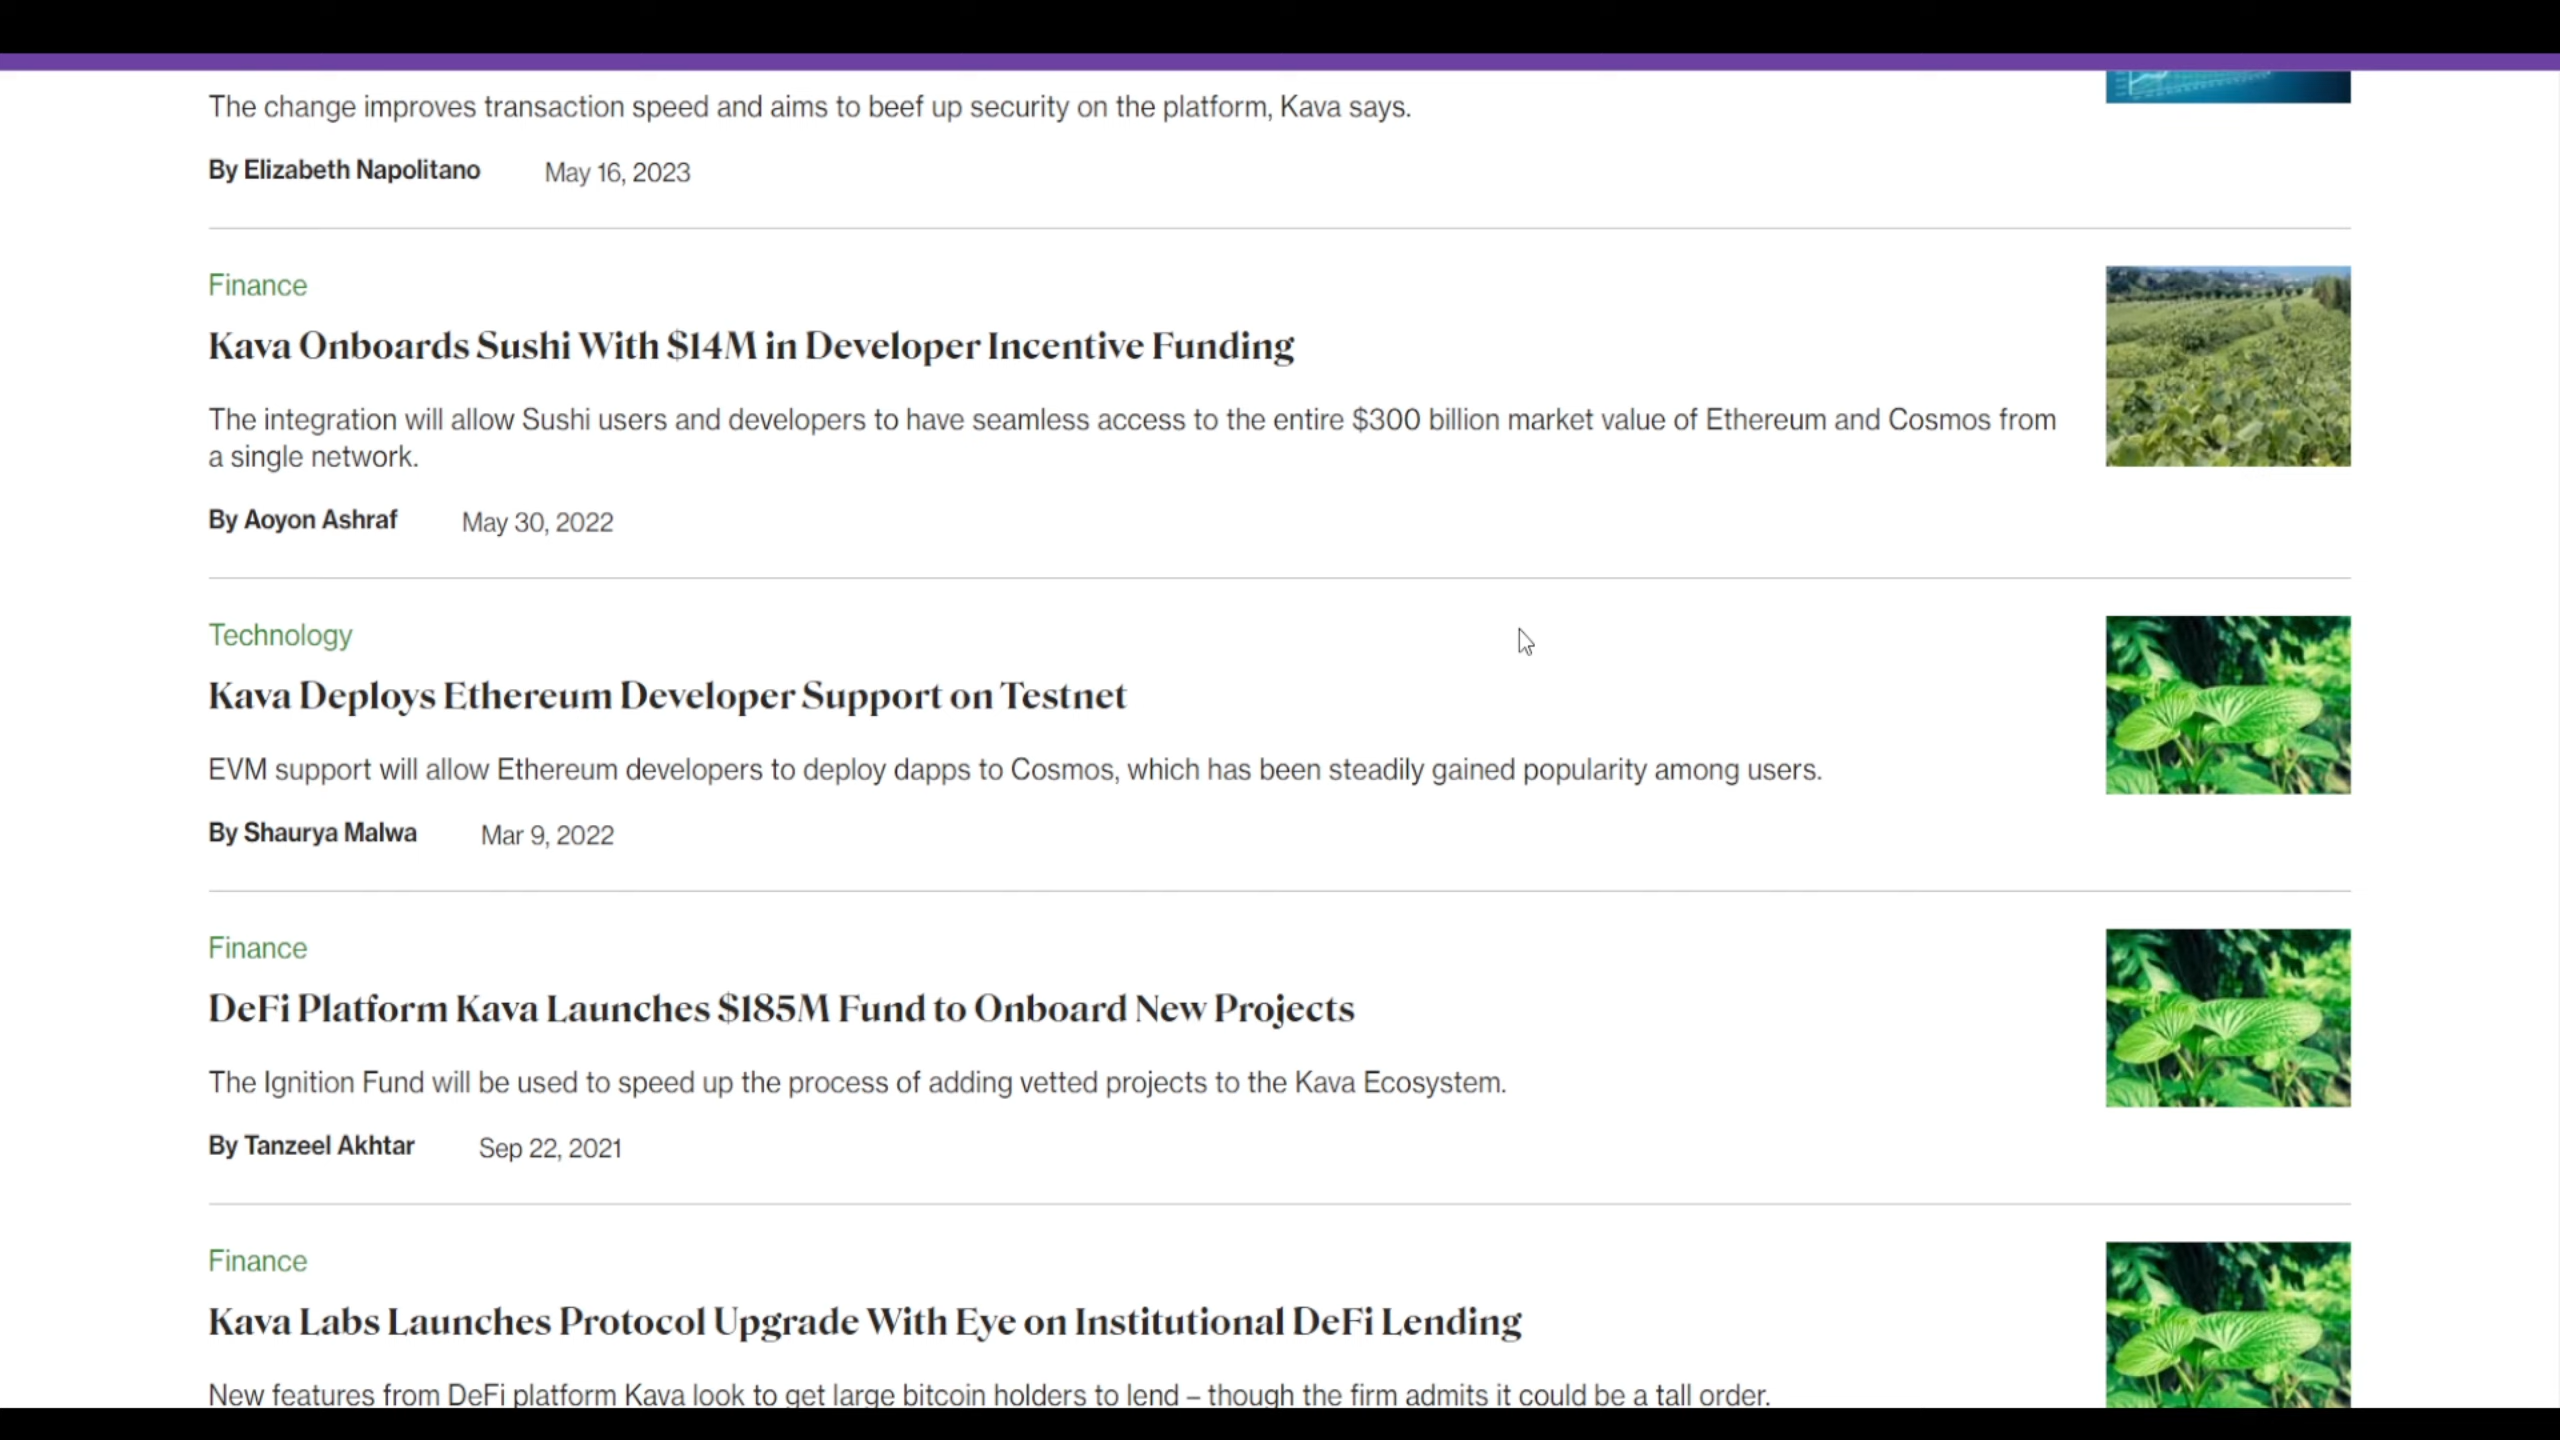 The change improves transaction speed and aims to beef up security on the platform, Kava says.
By Elizabeth Napolitano May 16, 2023
Finance
Kava Onboards Sushi With $14M in Developer Incentive Funding
The integration will allow Sushi users and developers to have seamless access to the entire $300 billion market value of Ethereum and Cosmos from
a single network.
By Aoyon Ashraf May 30, 2022
Technology
Kava Deploys Ethereum Developer Support on Testnet
EVM support will allow Ethereum developers to deploy dapps to Cosmos, which has been steadily gained popularity among users.
By Shaurya Malwa Mar 9, 2022
Finance
DeFi Platform Kava Launches $185M Fund to Onboard New Projects
The Ignition Fund will be used to speed up the process of adding vetted projects to the Kava Ecosystem.
By Tanzeel Akhtar Sep 22, 2021
Finance
Kava Labs Launches Protocol Upgrade With Eye on Institutional DeFi Lending
New features from DeFi platform Kava look to get large bitcoin holders to lend – though the firm admits it could be a tall order.